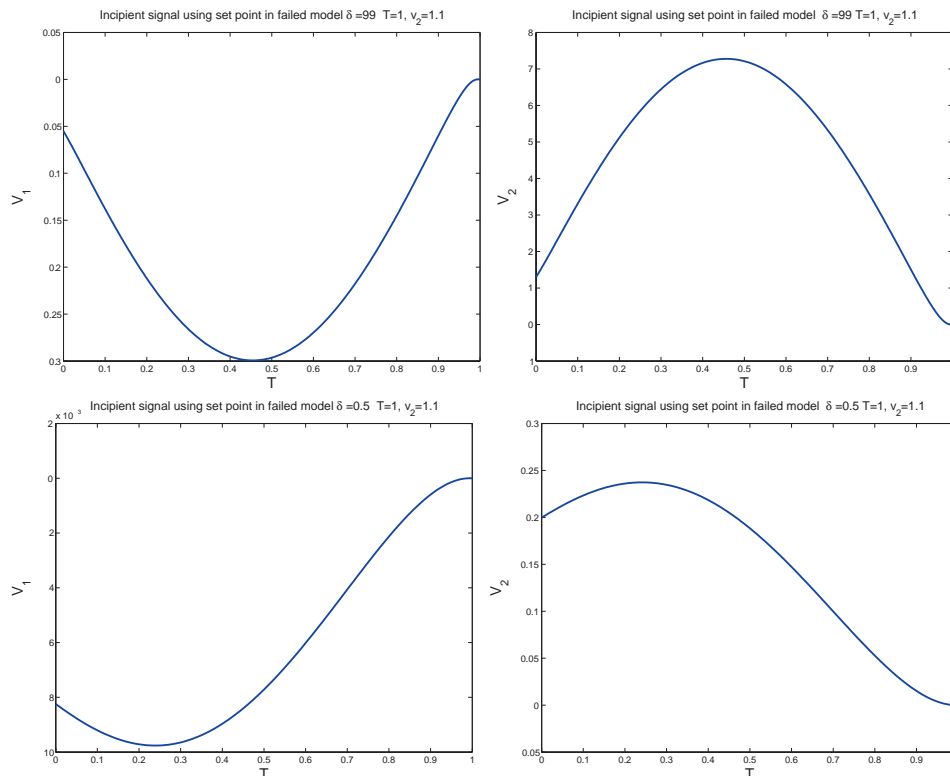 Incipient signal using set point in failed model δ =99 T=1, v2=1.1
0.05
0
0.05
0.1
0.15
0.2
0.25
0.3
V1
0 0.1 0.2 0.3 0.4 0.5 0.6 0.7 0.8 0.9 1
T
Incipient signal using set point in failed model δ =99 T=1, v2=1.1
8
7
6
5
4
3
2
1
0
1
V2
0 0.1 0.2 0.3 0.4 0.5 0.6 0.7 0.8 0.9
T
Incipient signal using set point in failed model δ =0.5 T=1, v2=1.1
x 10 3
2
0
2
4
6
8
10
V1
0 0.1 0.2 0.3 0.4 0.5 0.6 0.7 0.8 0.9 1
T
Incipient signal using set point in failed model δ =0.5 T=1, v2=1.1
0.3
0.25
0.2
0.15
0.1
0.05
0
0.05
V2
0 0.1 0.2 0.3 0.4 0.5 0.6 0.7 0.8 0.9
T